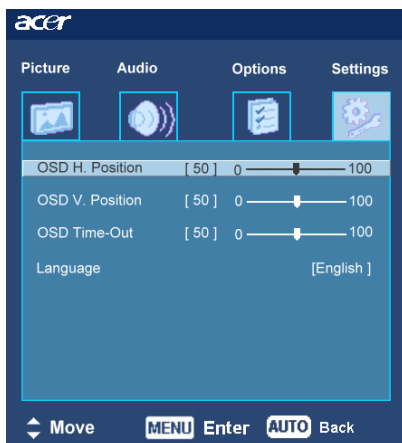 acer
Picture Audio Options Settings
OSD H. Position [ 50 ] 0 100
OSD V. Position [ 50 ] 0 100
OSD Time-Out [ 50 ] 0 100
Language [English ]
Move MENU Enter AUTO Back